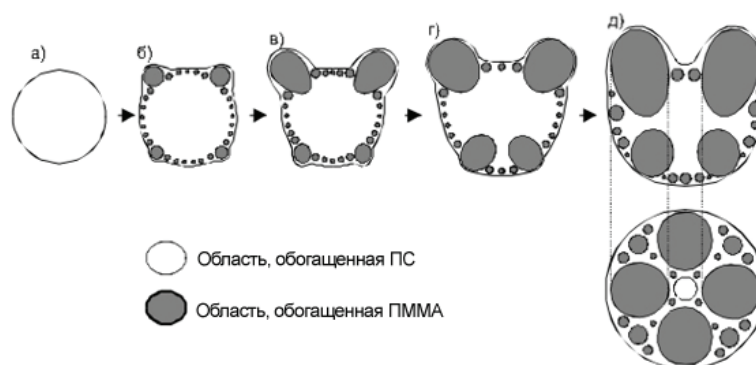 а)
б)
в)
г)
д)
Область, обогащенная ПС
Область, обогащенная ПММА